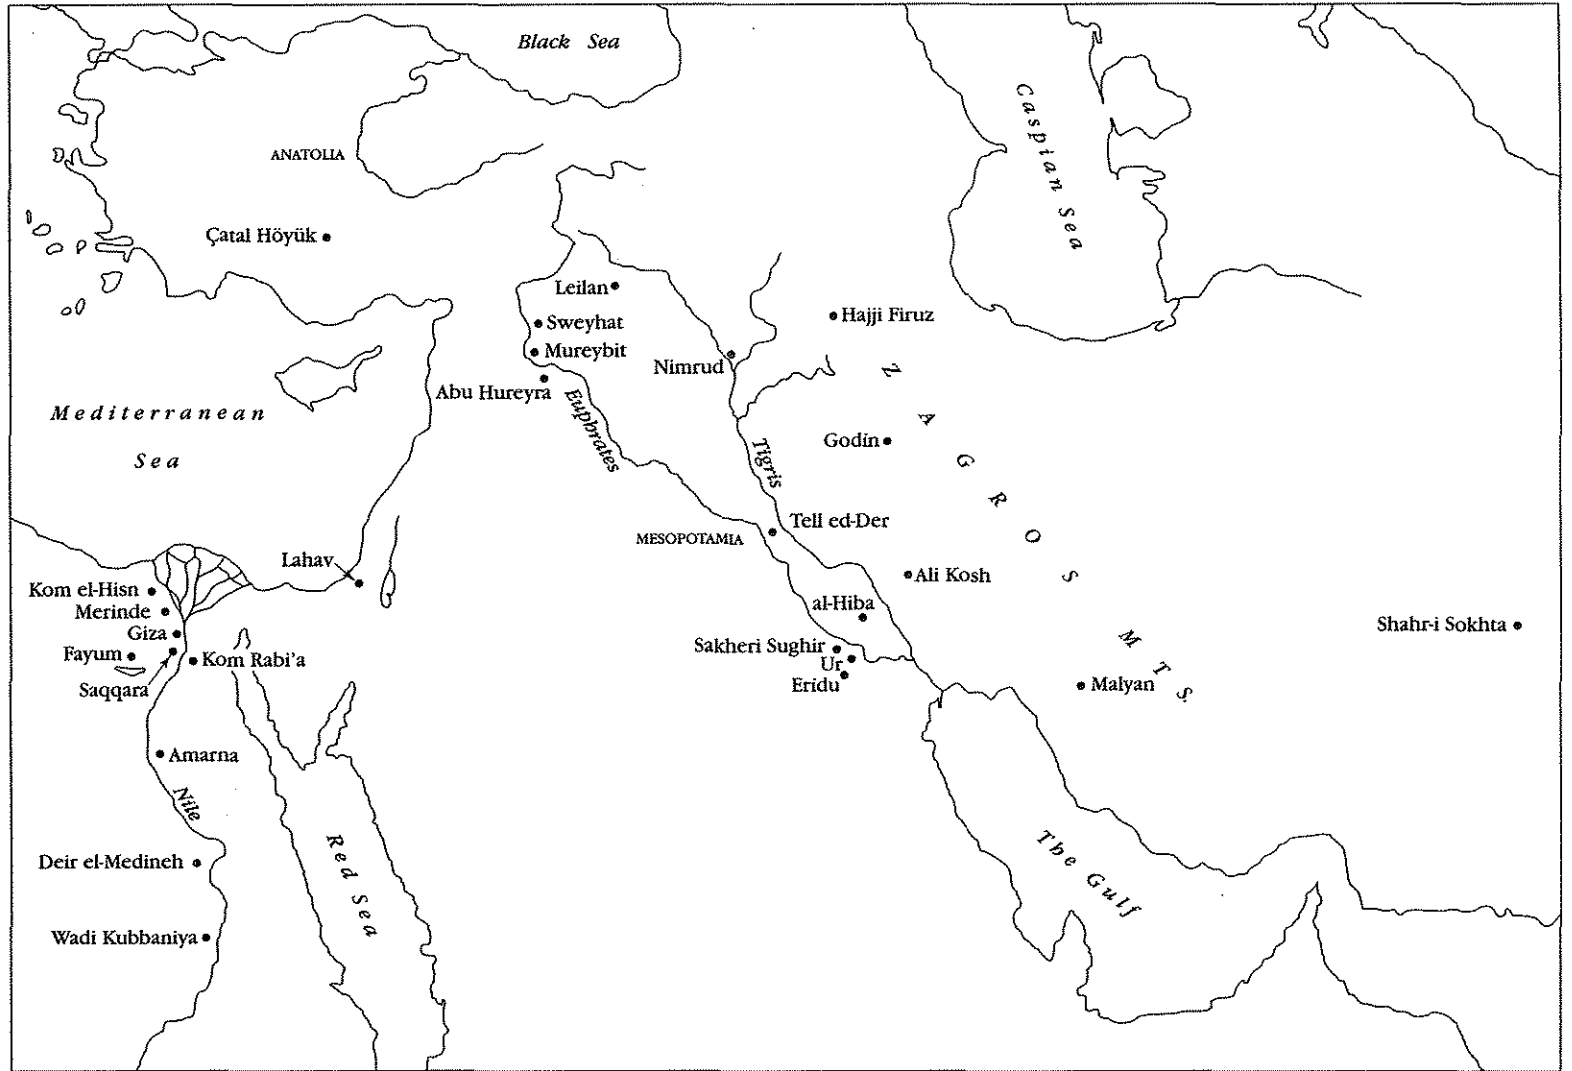 Black Sea
Caspian Sea
ANATOLIA
Çatal Höyük
Leilan
Sweyhat
Mureybit
Abu Hureyra
Euphrates
Nimrud
Hajji Firuz
ZAGROS MTS.
Mediterranean
Sea
Godin
Tigris
Tell ed-Der
MESOPOTAMIA
Lahav
Ali Kosh
Kom el-Hisn
Merinde
Giza
Fayum
Saqqara
Kom Rabi'a
al-Hiba
Sakheri Sughir
Ur
Eridu
Shahr-i Sokhta
Malyan
Amarna
Nile
Deir el-Medineh
Red Sea
The Gulf
Wadi Kubbaniya